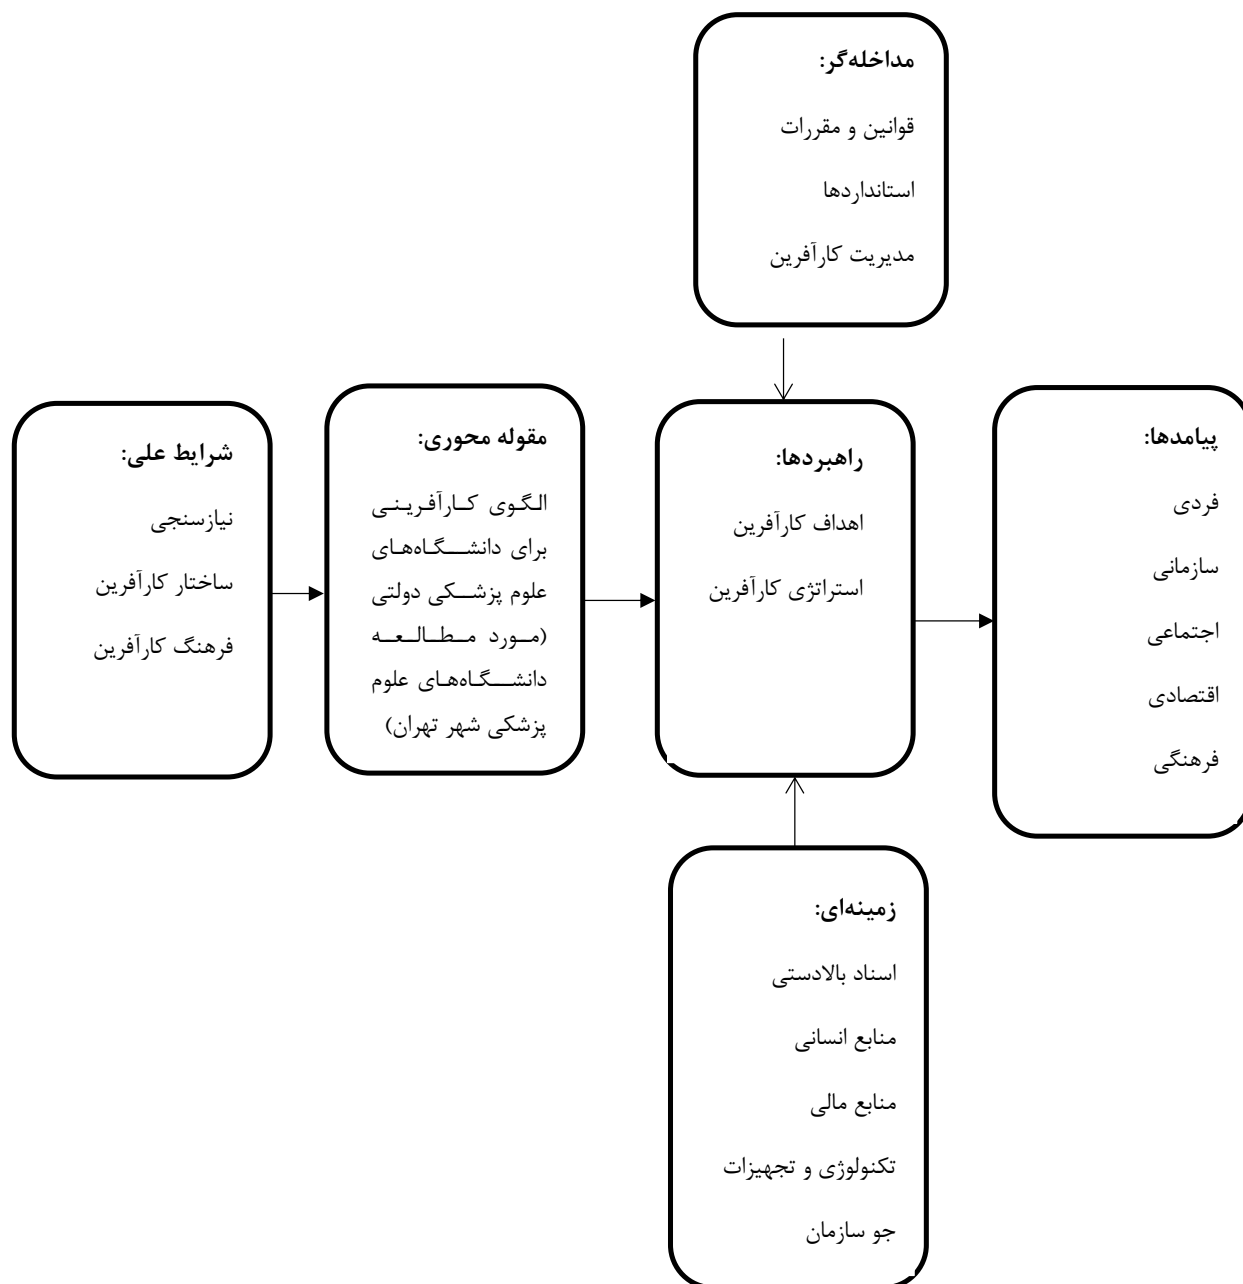 مداخله‌گر:
قوانین و مقررات
استانداردها
مدیریت کارآفرین
شرایط علی:
نیازسنجی
ساختار کارآفرین
فرهنگ کارآفرین
مقوله محوری:
الگوی کارآفرینی
برای دانشگاه‌های
علوم پزشکی دولتی
(مورد مطالعه
دانشگاه‌های علوم
پزشکی شهر تهران)
راهبردها:
اهداف کارآفرین
استراتژی کارآفرین
پیامدها:
فردی
سازمانی
اجتماعی
اقتصادی
فرهنگی
زمینه‌ای:
اسناد بالادستی
منابع انسانی
منابع مالی
تکنولوژی و تجهیزات
جو سازمان